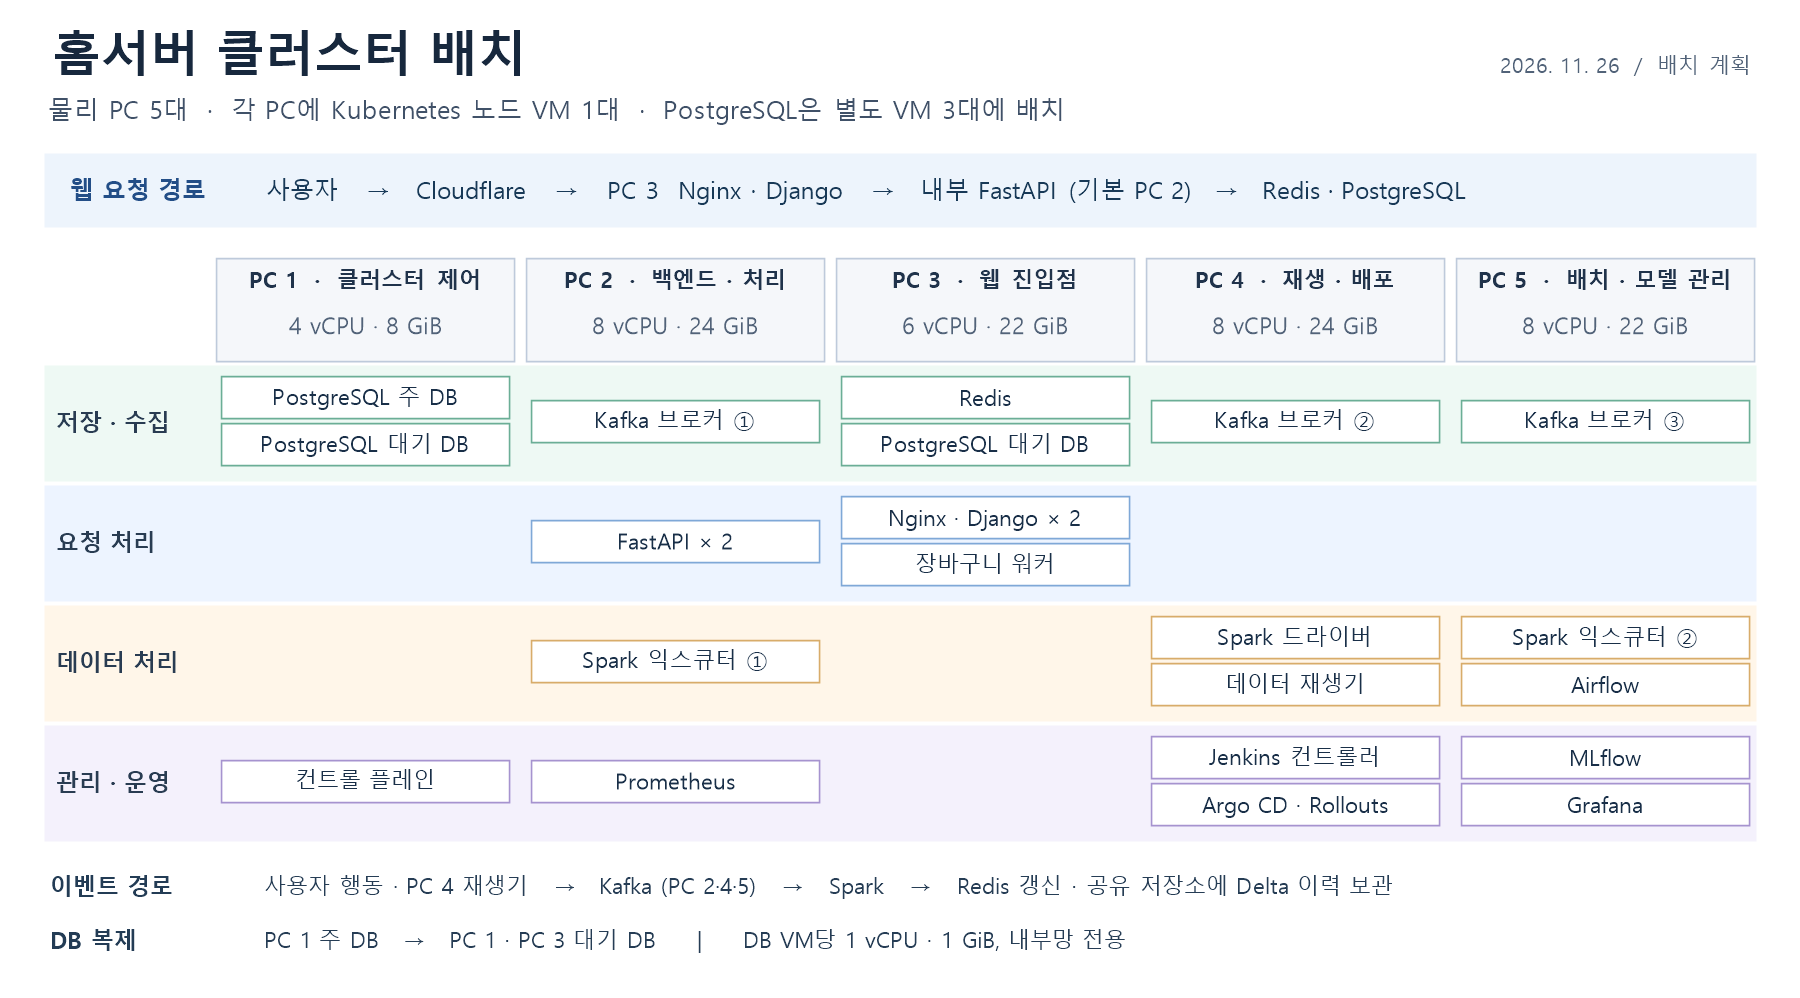 홈서버 클러스터 배치
2026. 11. 26 / 배치 계획
물리 PC 5대 · 각 PC에 Kubernetes 노드 VM 1대 · PostgreSQL은 별도 VM 3대에 배치
웹 요청 경로 사용자 → Cloudflare → PC 3 Nginx · Django → 내부 FastAPI (기본 PC 2) → Redis · PostgreSQL
PC 1 · 클러스터 제어
4 vCPU · 8 GiB
PC 2 · 백엔드 · 처리
8 vCPU · 24 GiB
PC 3 · 웹 진입점
6 vCPU · 22 GiB
PC 4 · 재생 · 배포
8 vCPU · 24 GiB
PC 5 · 배치 · 모델 관리
8 vCPU · 22 GiB
저장 · 수집
PostgreSQL 주 DB
PostgreSQL 대기 DB
Kafka 브로커 ①
Redis
PostgreSQL 대기 DB
Kafka 브로커 ②
Kafka 브로커 ③
요청 처리
FastAPI × 2
Nginx · Django × 2
장바구니 워커
데이터 처리
Spark 익스큐터 ①
Spark 드라이버
데이터 재생기
Spark 익스큐터 ②
Airflow
관리 · 운영
컨트롤 플레인
Prometheus
Jenkins 컨트롤러
Argo CD · Rollouts
MLflow
Grafana
이벤트 경로 사용자 행동 · PC 4 재생기 → Kafka (PC 2·4·5) → Spark → Redis 갱신 · 공유 저장소에 Delta 이력 보관
DB 복제 PC 1 주 DB → PC 1 · PC 3 대기 DB | DB VM당 1 vCPU · 1 GiB, 내부망 전용